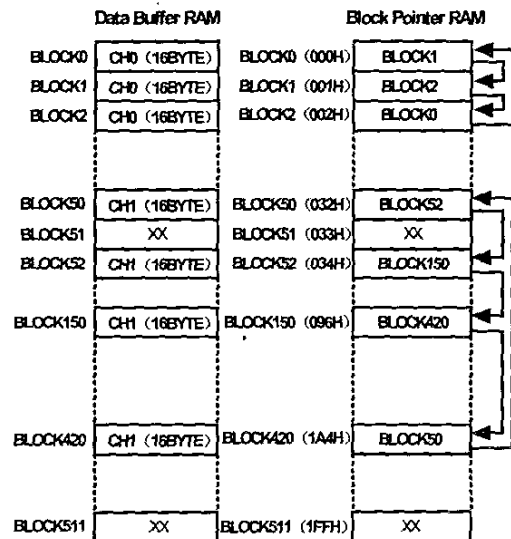 Data Buffer RAM Block Pointer RAM
BLOCK0 CH0 (16BYTE) BLOCK0 (000H) BLOCK1
BLOCK1 CH0 (16BYTE) BLOCK1 (001H) BLOCK2
BLOCK2 CH0 (16BYTE) BLOCK2 (002H) BLOCK0
BLOCK50 CH1 (16BYTE) BLOCK50 (032H) BLOCK52
BLOCK51 XX BLOCK51 (033H) XX
BLOCK52 CH1 (16BYTE) BLOCK52 (034H) BLOCK150
BLOCK150 CH1 (16BYTE) BLOCK150 (096H) BLOCK420
BLOCK420 CH1 (16BYTE) BLOCK420 (1A4H) BLOCK50
BLOCK511 XX BLOCK511 (1FFH) XX